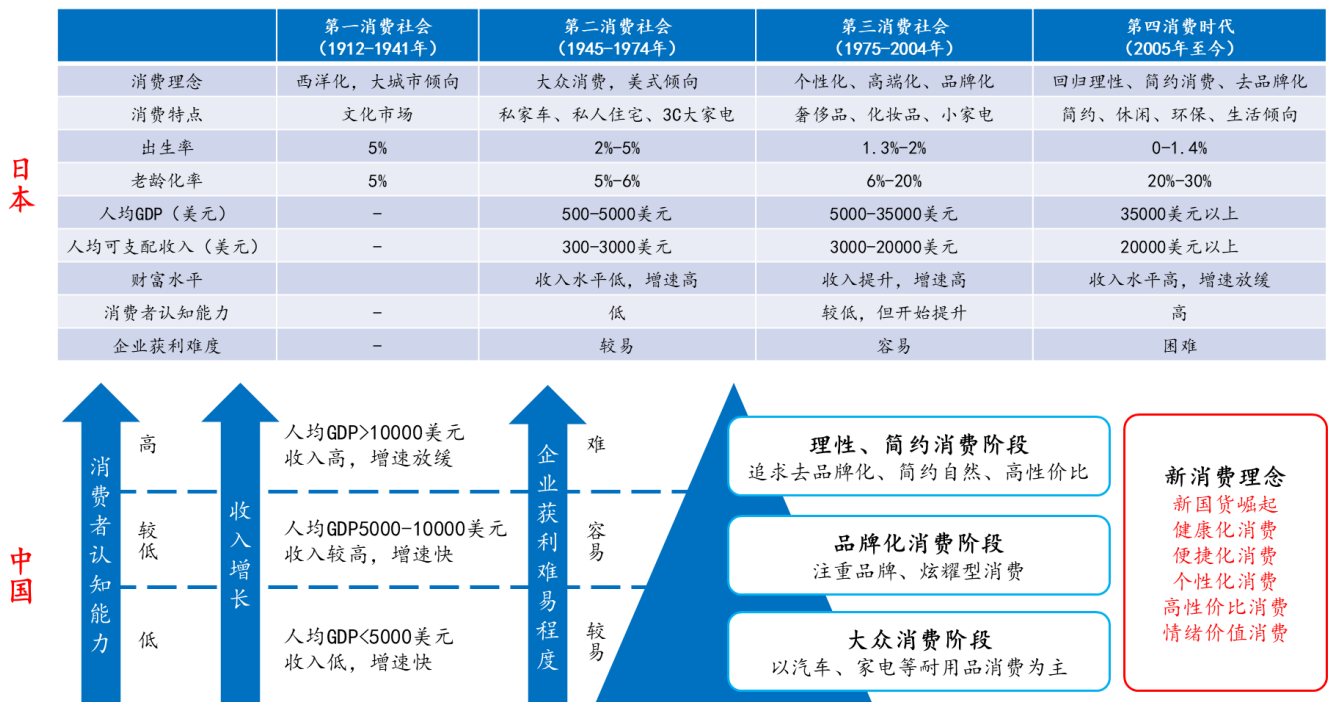 第一消费社会 第二消费社会 第三消费社会 第四消费时代
（1912-1941年） （1945-1974年） （1975-2004年） （2005年至今）
消费理念 西洋化，大城市倾向 大众消费，美式倾向 个性化、高端化、品牌化 回归理性、简约消费、去品牌化
消费特点 文化市场 私家车、私人住宅、3C大家电 奢侈品、化妆品、小家电 简约、休闲、环保、生活倾向
出生率 5% 2%-5% 1.3%-2% 0-1.4%
老龄化率 5% 5%-6% 6%-20% 20%-30%
人均GDP（美元） - 500-5000美元 5000-35000美元 35000美元以上
人均可支配收入（美元） - 300-3000美元 3000-20000美元 20000美元以上
财富水平 收入水平低，增速高 收入提升，增速高 收入水平高，增速放缓
消费者认知能力 - 低 较低，但开始提升 高
企业获利难度 - 较易 容易 困难
日本
中国
消费者认知能力
高
较低
低
收入增长
人均GDP>10000美元
收入高，增速放缓
人均GDP5000-10000美元
收入较高，增速快
人均GDP<5000美元
收入低，增速快
企业获利难易程度
难
容易
较易
理性、简约消费阶段
追求去品牌化、简约自然、高性价比
品牌化消费阶段
注重品牌、炫耀型消费
大众消费阶段
以汽车、家电等耐用品消费为主
新消费理念
新国货崛起
健康化消费
便捷化消费
个性化消费
高性价比消费
情绪价值消费